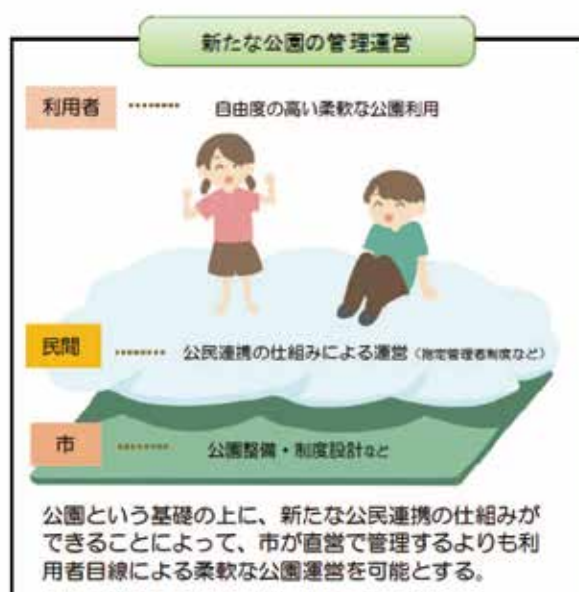 新たな公園の管理運営
利用者 ⋯⋯⋯ 自由度の高い柔軟な公園利用
民間 ⋯⋯⋯ 公民連携の仕組みによる運営（指定管理者制度など）
市 ⋯⋯⋯ 公園整備・制度設計など
公園という基礎の上に、新たな公民連携の仕組みが
できることによって、市が直営で管理するよりも利
用者目線による柔軟な公園運営を可能とする。